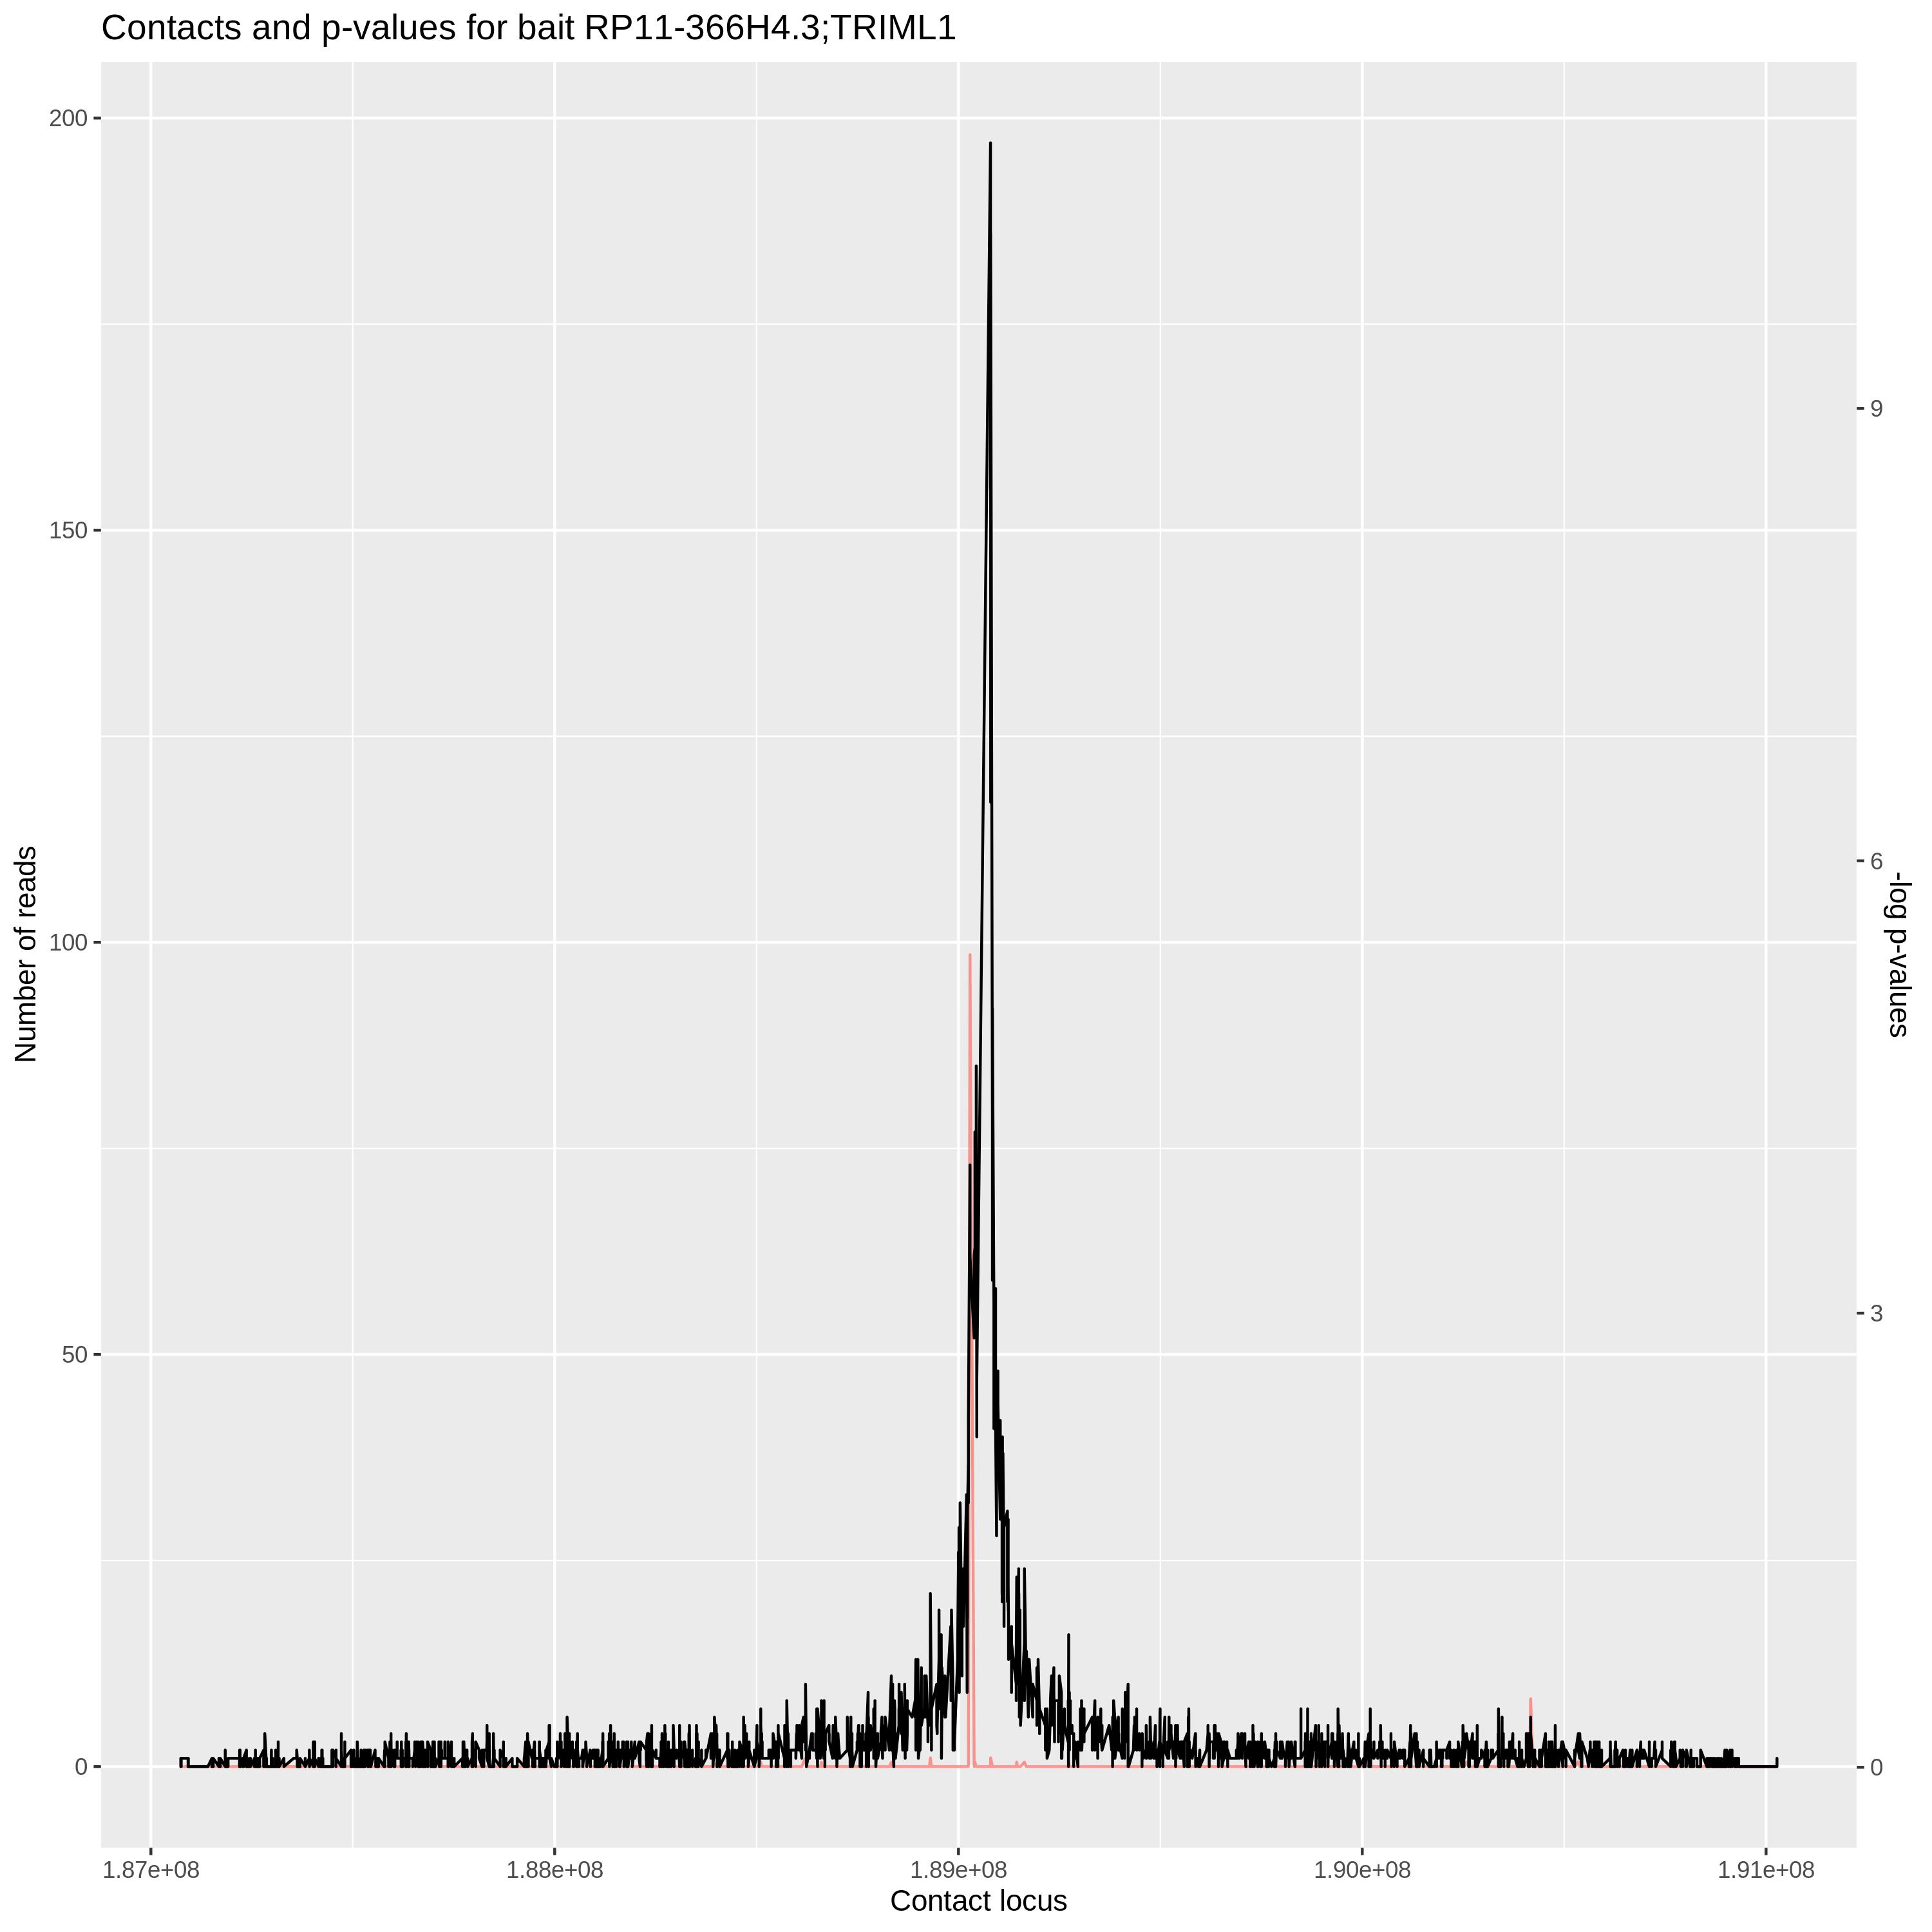 Contacts and p-values for bait RP11-366H4.3;TRIML1
200
150
100
50
0
Number of reads
9
6
3
0
-log p-values
1.87e+08
1.88e+08
1.89e+08
1.90e+08
1.91e+08
Contact locus